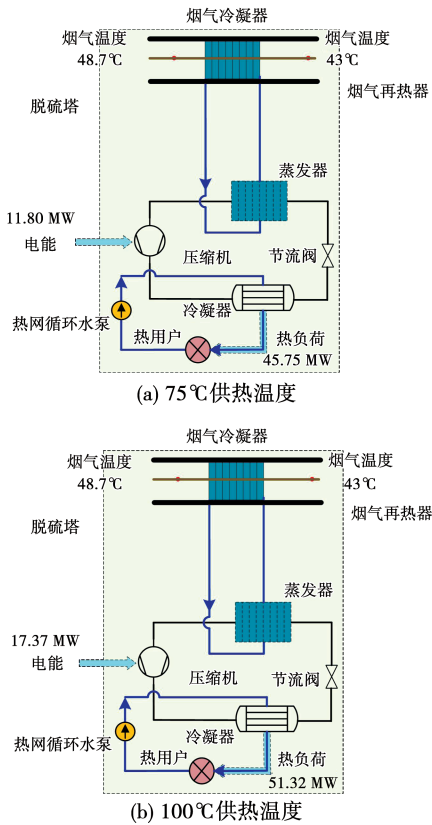 烟气冷凝器
烟气温度
48.7℃
烟气温度
43℃
烟气再热器
脱硫塔
蒸发器
11.80 MW
电能
压缩机
节流阀
冷凝器
热网循环水泵
热用户
热负荷
45.75 MW
(a) 75℃供热温度
烟气冷凝器
烟气温度
48.7℃
烟气温度
43℃
烟气再热器
脱硫塔
蒸发器
17.37 MW
电能
压缩机
节流阀
冷凝器
热网循环水泵
热用户
热负荷
51.32 MW
(b) 100℃供热温度